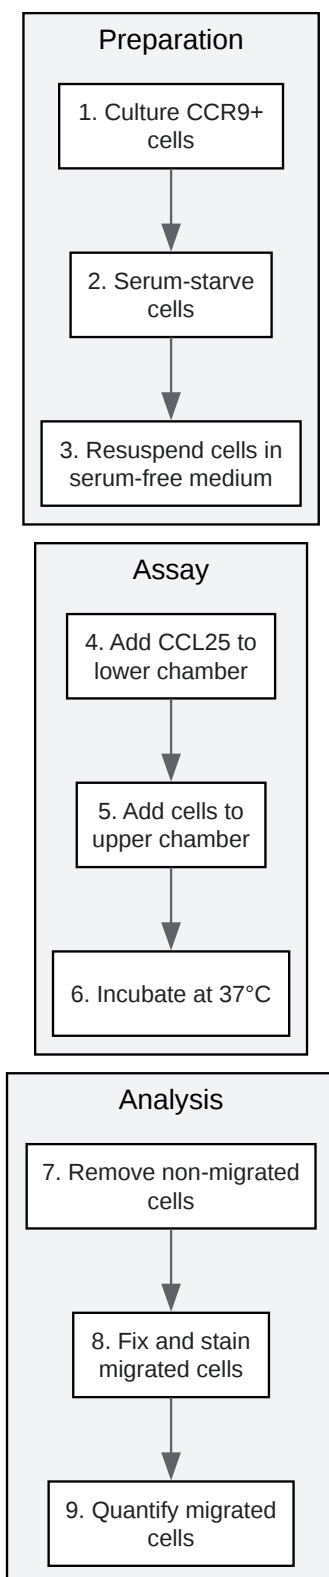 Preparation
1. Culture CCR9+
cells
2. Serum-starve
cells
3. Resuspend cells in
serum-free medium
Assay
4. Add CCL25 to
lower chamber
5. Add cells to
upper chamber
6. Incubate at 37°C
Analysis
7. Remove non-migrated
cells
8. Fix and stain
migrated cells
9. Quantify migrated
cells